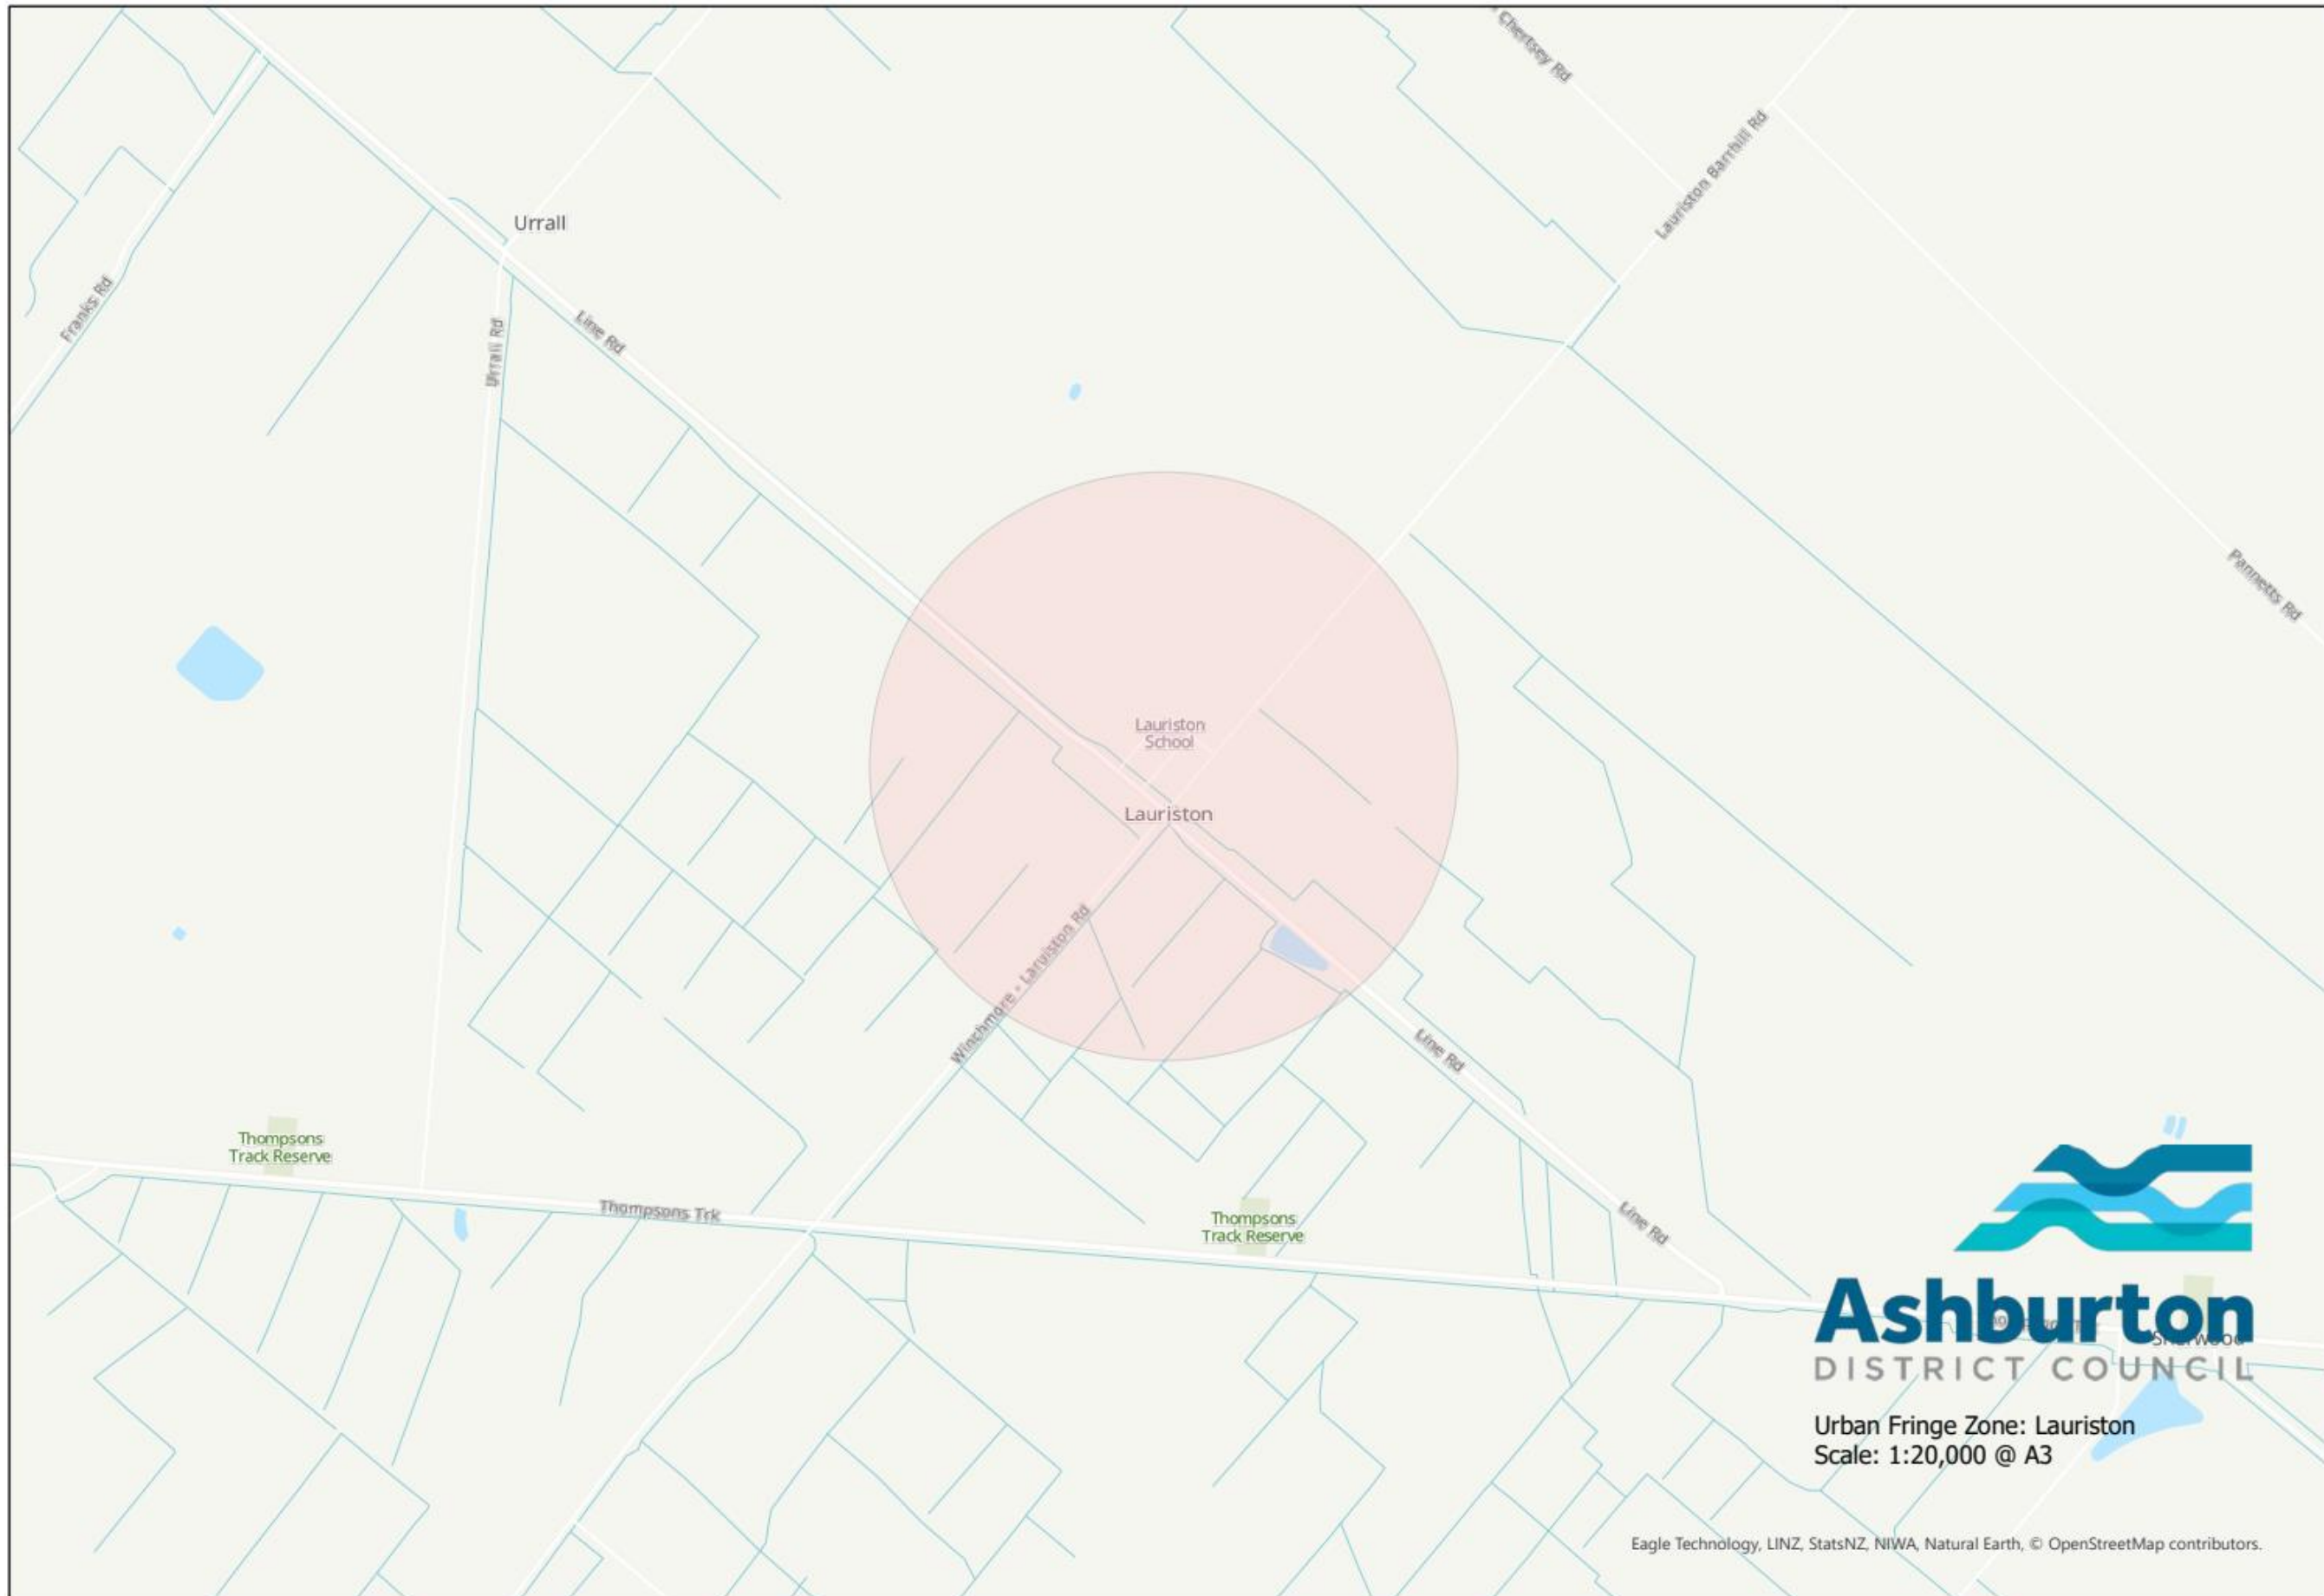 Chertsey Rd
Lauriston Barrhill Rd
Urrall
Franks Rd
Urrall Rd
Line Rd
Pannetts Rd
Lauriston
School
Lauriston
Winchmore - Laruiston Rd
Line Rd
Thompsons
Track Reserve
Thompsons Trk
Thompsons
Track Reserve
Line Rd
Ashburton
Sherwood
DISTRICT COUNCIL
Urban Fringe Zone: Lauriston
Scale: 1:20,000 @ A3
Eagle Technology, LINZ, StatsNZ, NIWA, Natural Earth, © OpenStreetMap contributors.